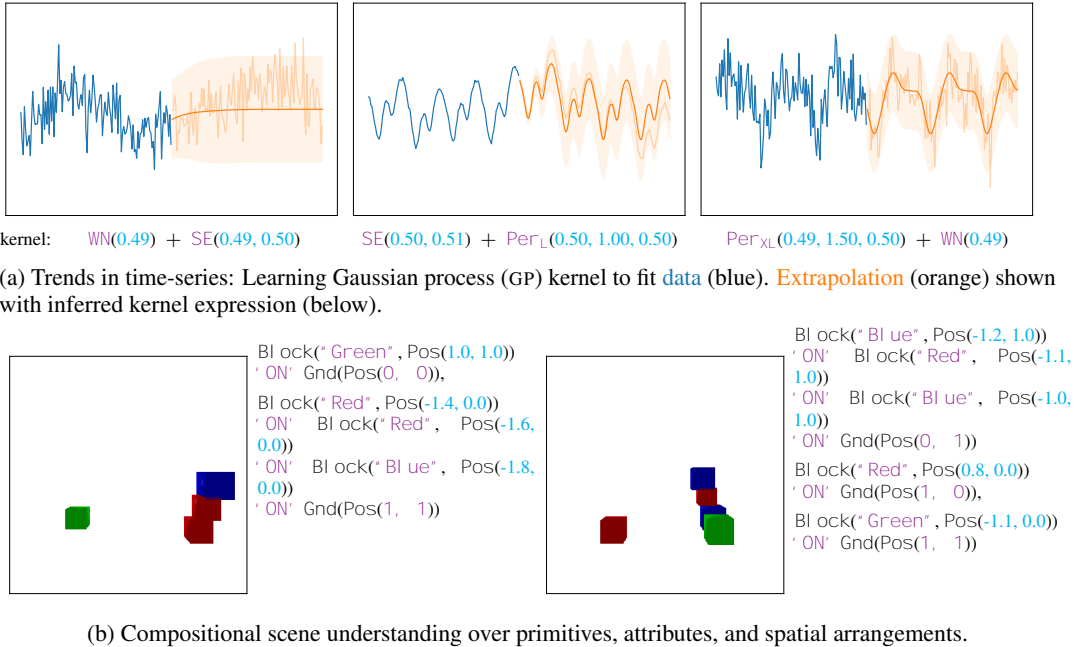 kernel: WN(0.49) + SE(0.49, 0.50)
SE(0.50, 0.51) + Per_L(0.50, 1.00, 0.50)
Per_XL(0.49, 1.50, 0.50) + WN(0.49)
(a) Trends in time-series: Learning Gaussian process (GP) kernel to fit data (blue). Extrapolation (orange) shown
with inferred kernel expression (below).
Block("Green", Pos(1.0, 1.0))
'ON' Gnd(Pos(0, 0)),
Block("Red", Pos(-1.4, 0.0))
'ON' Block("Red", Pos(-1.6,
0.0))
'ON' Block("Blue", Pos(-1.8,
0.0))
'ON' Gnd(Pos(1, 1))
Block("Blue", Pos(-1.2, 1.0))
'ON' Block("Red", Pos(-1.1,
1.0))
'ON' Block("Blue", Pos(-1.0,
1.0))
'ON' Gnd(Pos(0, 1))
Block("Red", Pos(0.8, 0.0))
'ON' Gnd(Pos(1, 0)),
Block("Green", Pos(-1.1, 0.0))
'ON' Gnd(Pos(1, 1))
(b) Compositional scene understanding over primitives, attributes, and spatial arrangements.